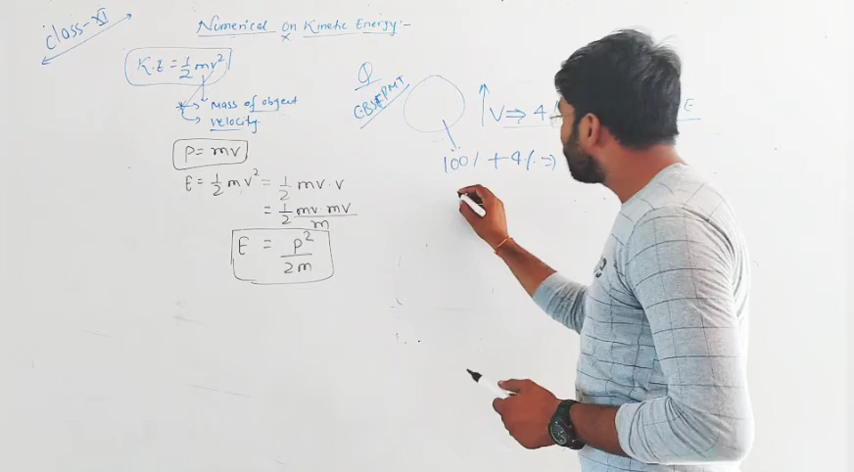 class-XI
Numerical on Kinetic Energy:-
K.E = 1/2 mv²
Mass of object
velocity
P = mv
E = 1/2 mv² = 1/2 mv · v
= 1/2 mv · mv / m
E = P² / 2m
Q
CBSE PMT
V ⇒ 4
E
100% + 4% ⇒